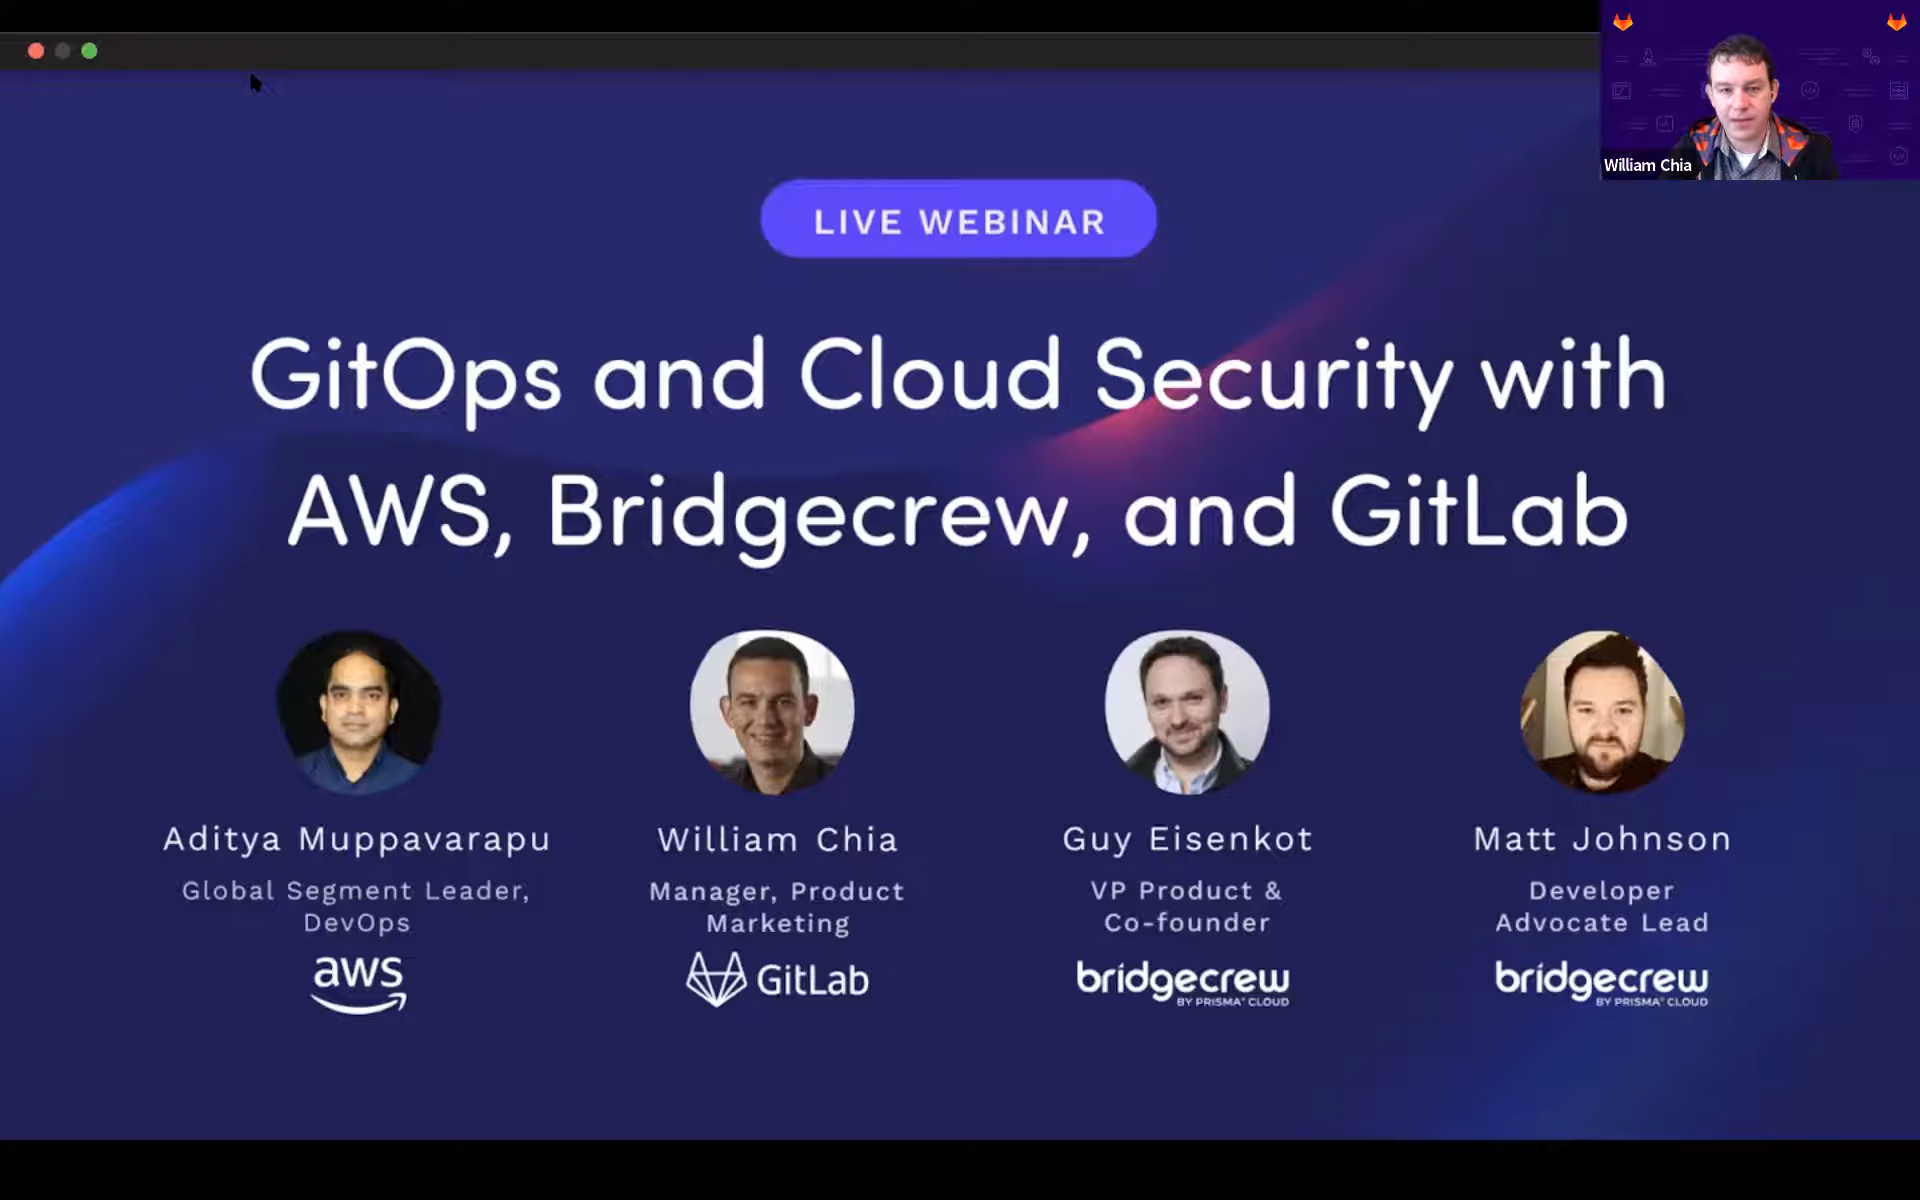 William Chia
LIVE WEBINAR
GitOps and Cloud Security with
AWS, Bridgecrew, and GitLab
Aditya Muppavarapu
Global Segment Leader,
DevOps
aws
William Chia
Manager, Product
Marketing
GitLab
Guy Eisenkot
VP Product &
Co-founder
bridgecrew
BY PRISMA® CLOUD
Matt Johnson
Developer
Advocate Lead
bridgecrew
BY PRISMA® CLOUD